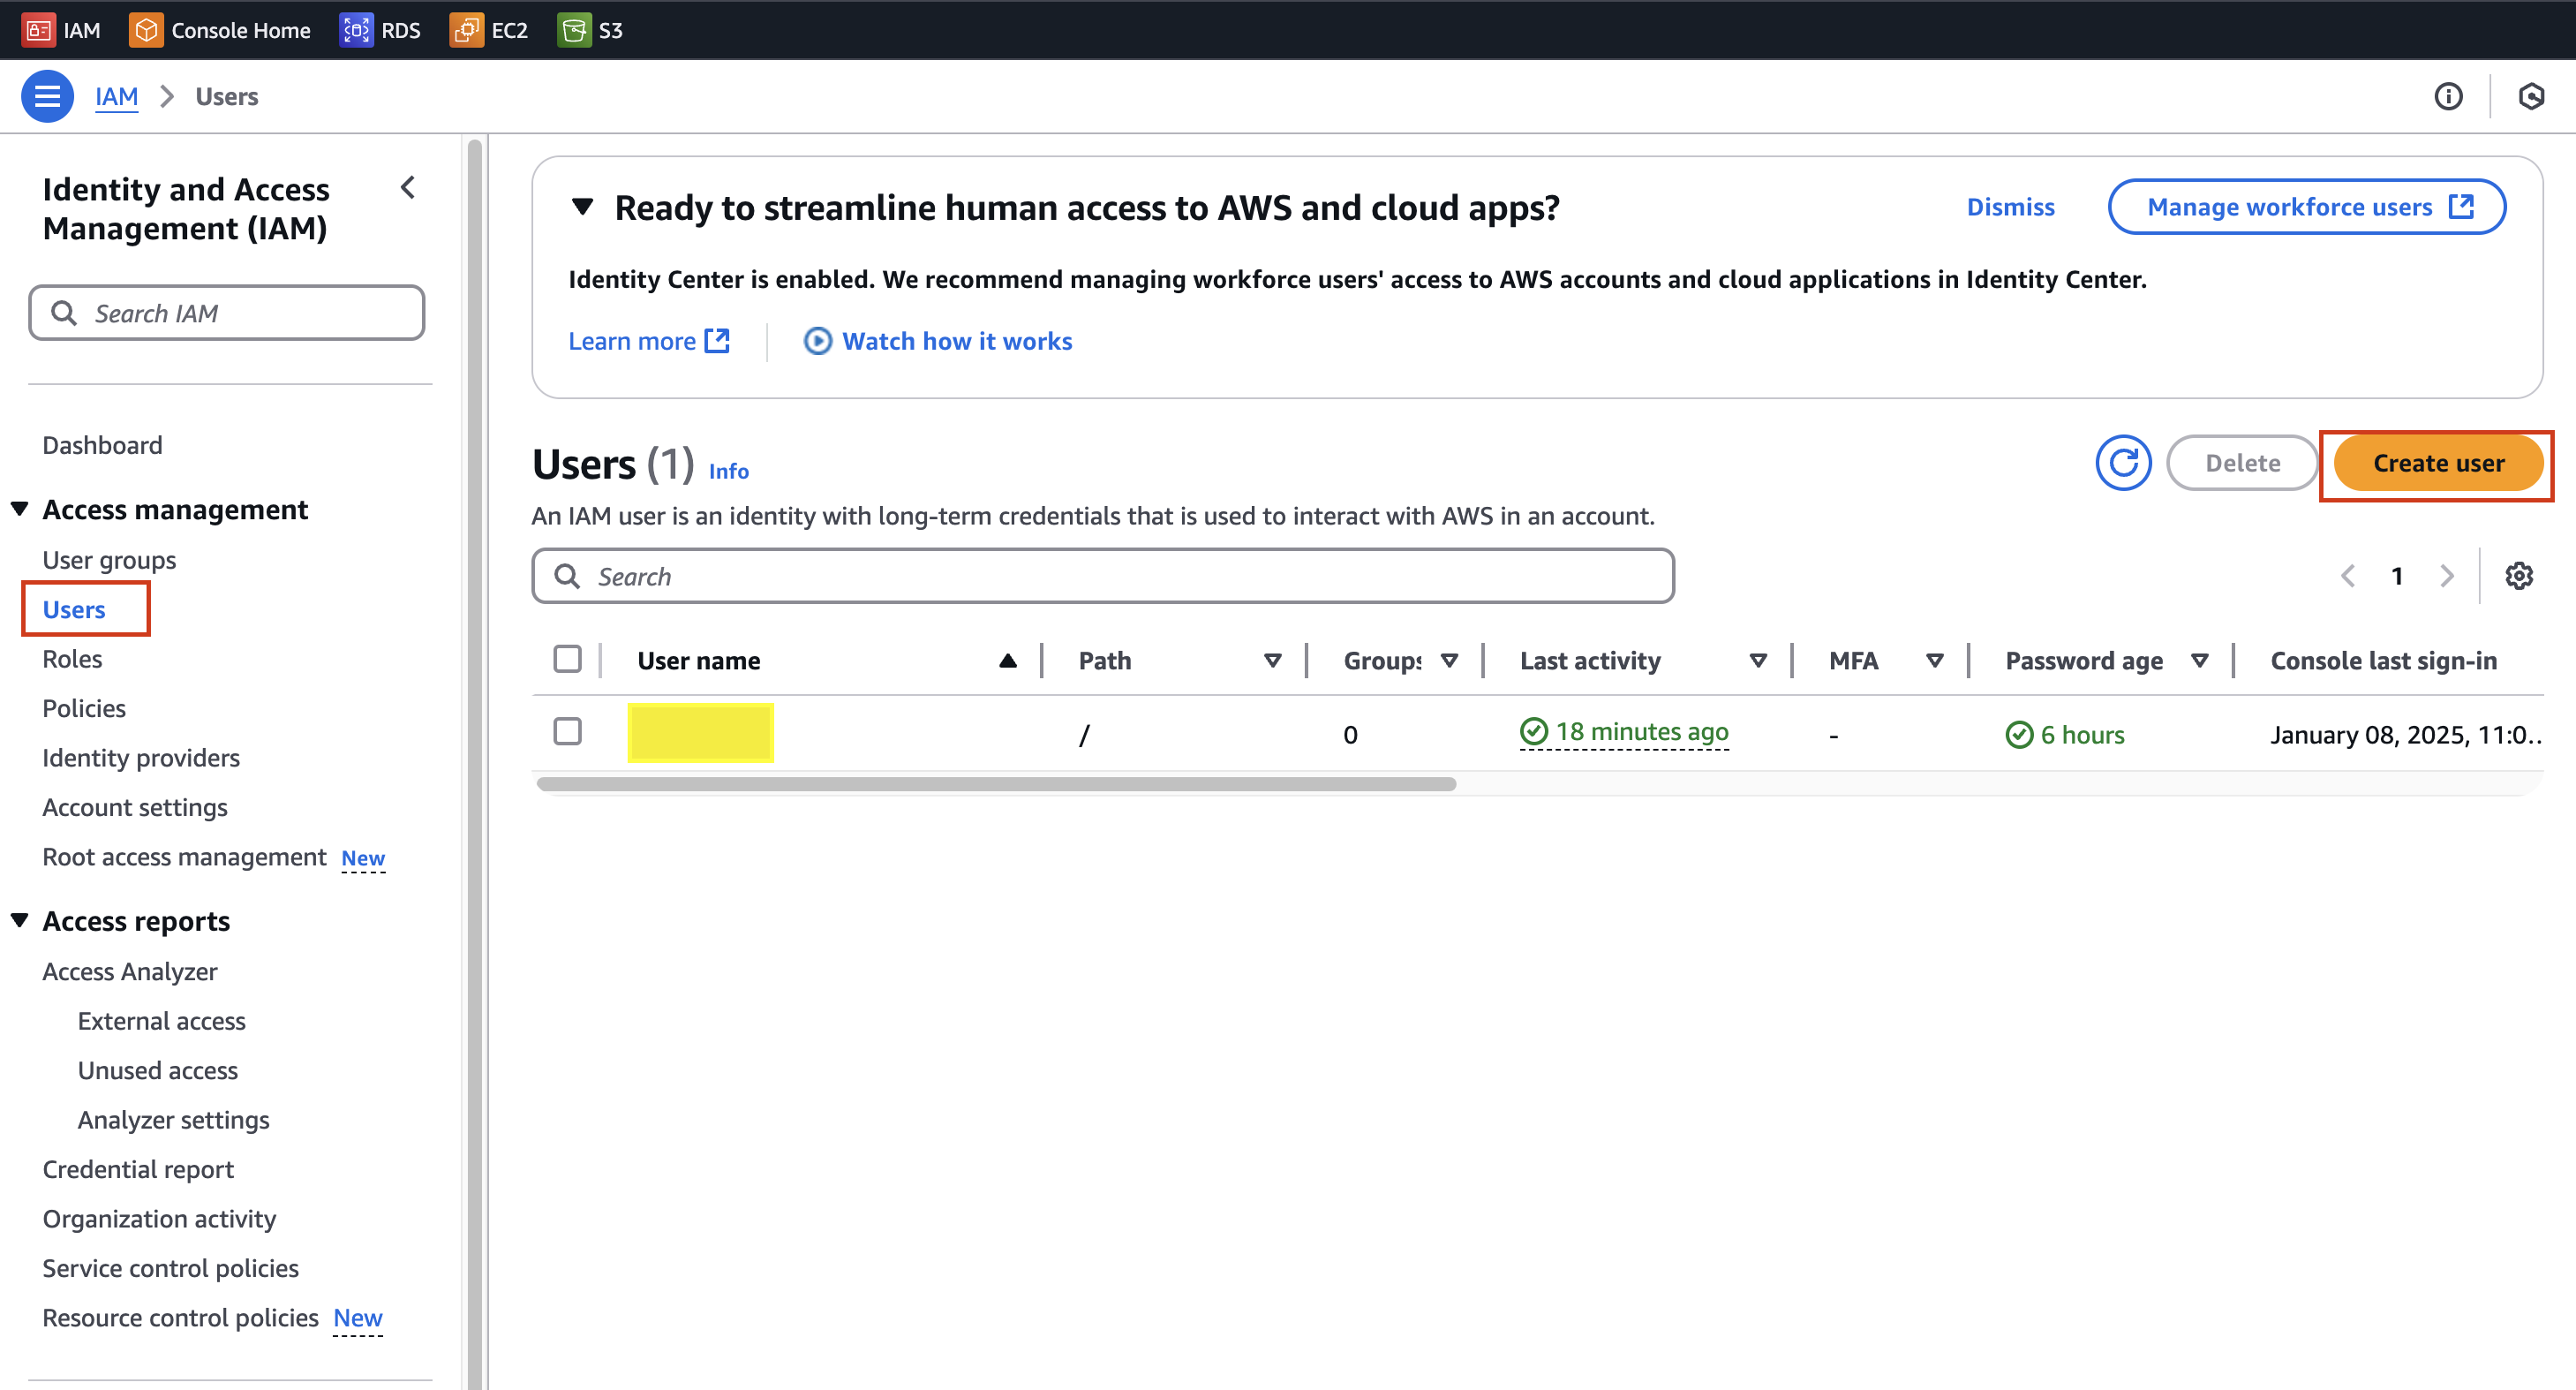 IAM Console Home RDS EC2 S3
IAM > Users
Identity and Access
Management (IAM)
Search IAM
Dashboard
Access management
User groups
Users
Roles
Policies
Identity providers
Account settings
Root access management New
Access reports
Access Analyzer
External access
Unused access
Analyzer settings
Credential report
Organization activity
Service control policies
Resource control policies New
Ready to streamline human access to AWS and cloud apps?
Dismiss
Manage workforce users
Identity Center is enabled. We recommend managing workforce users' access to AWS accounts and cloud applications in Identity Center.
Learn more
Watch how it works
Users (1) Info
Delete
Create user
An IAM user is an identity with long-term credentials that is used to interact with AWS in an account.
Search
1
User name Path Groups Last activity MFA Password age Console last sign-in
/ 0 18 minutes ago - 6 hours January 08, 2025, 11:0...